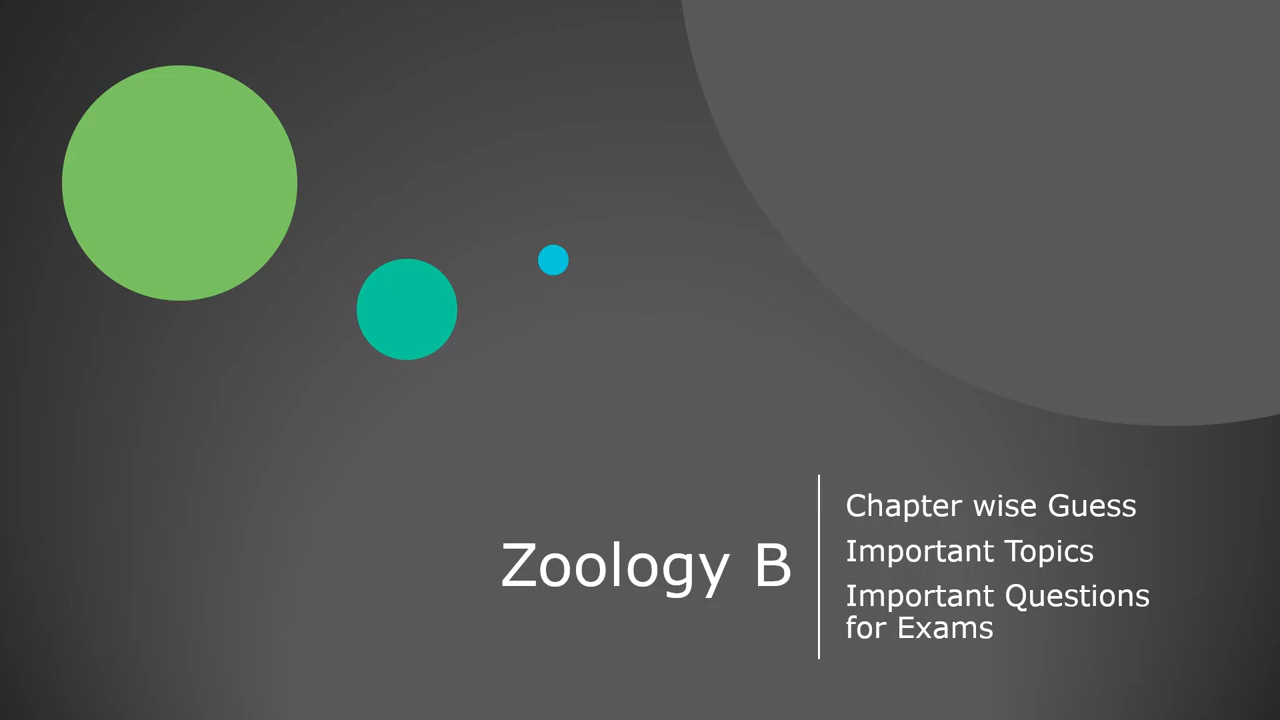 Zoology B
Chapter wise Guess
Important Topics
Important Questions
for Exams